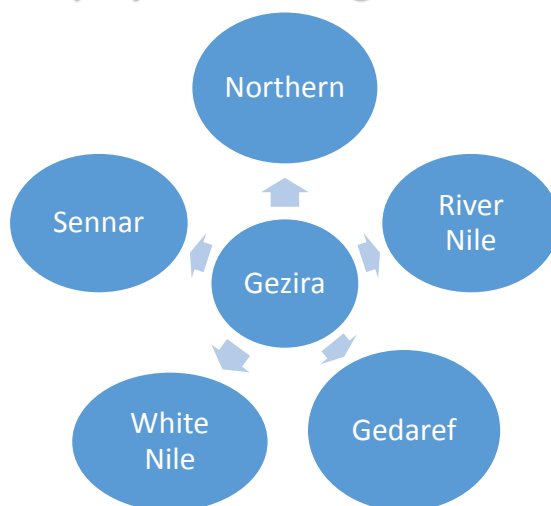 Northern
Sennar
River
Nile
Gezira
White
Nile
Gedaref